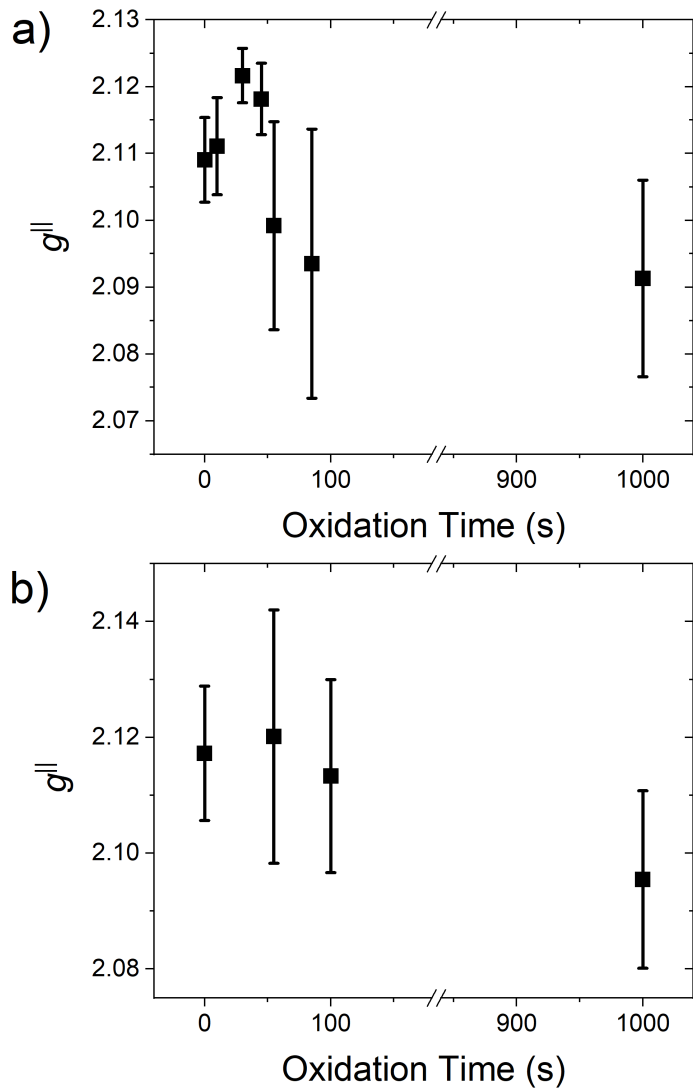 a)
2.13
2.12
2.11
2.10
2.09
2.08
2.07
g||
0 100 900 1000
Oxidation Time (s)
b)
2.14
2.12
2.10
2.08
g||
0 100 900 1000
Oxidation Time (s)